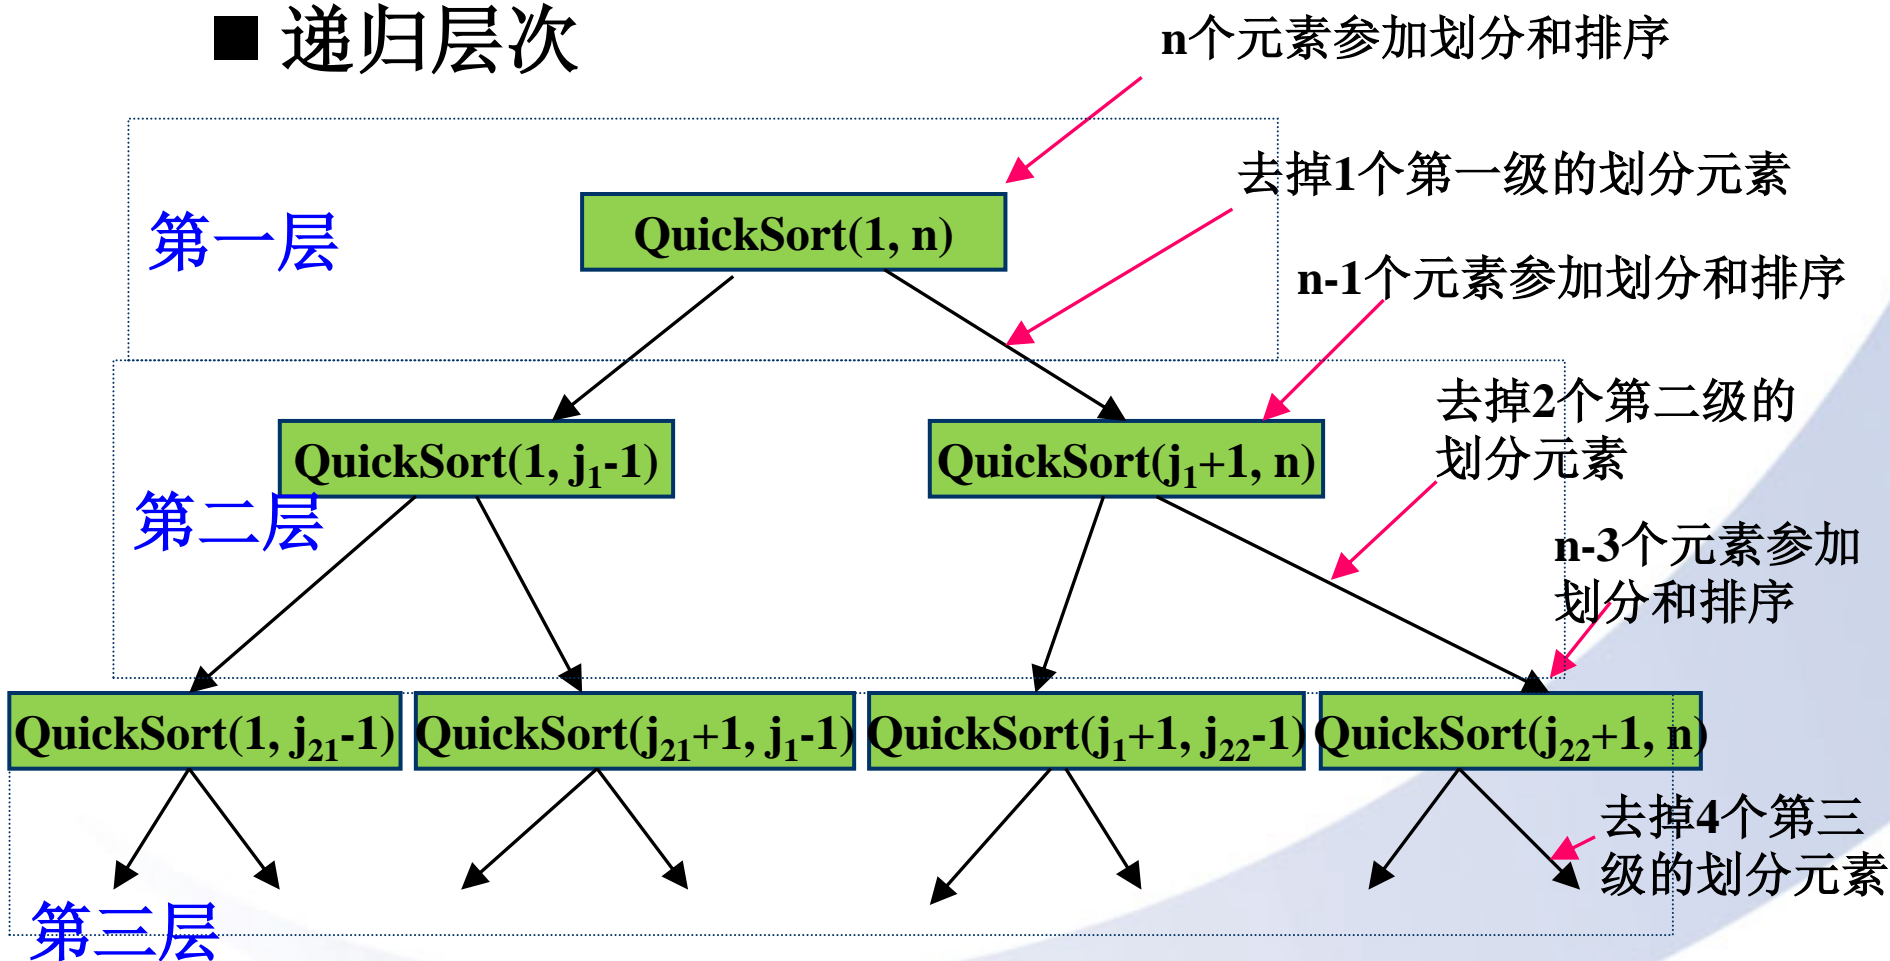 ■ 递归层次
n个元素参加划分和排序
去掉1个第一级的划分元素
第一层
QuickSort(1, n)
n-1个元素参加划分和排序
去掉2个第二级的
划分元素
QuickSort(1, j₁-1)
QuickSort(j₁+1, n)
第二层
n-3个元素参加
划分和排序
QuickSort(1, j₂₁-1)
QuickSort(j₂₁+1, j₁-1)
QuickSort(j₁+1, j₂₂-1)
QuickSort(j₂₂+1, n)
去掉4个第三
级的划分元素
第三层